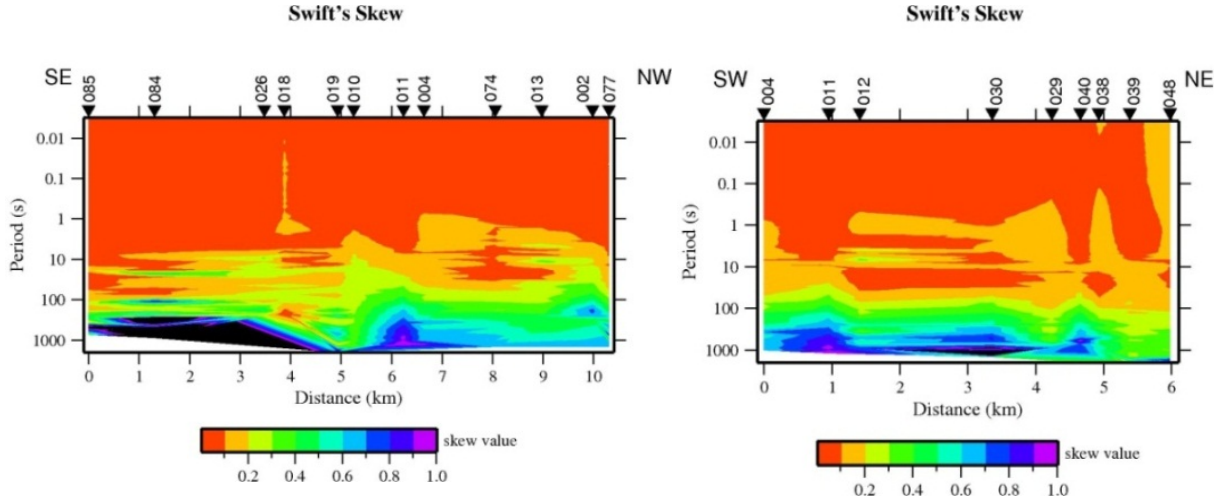 Swift's Skew
SE
NW
085
084
026
018
019
010
011
004
074
013
002
077
Period (s)
0.01
0.1
1
10
100
1000
0 1 2 3 4 5 6 7 8 9 10
Distance (km)
skew value
0.2 0.4 0.6 0.8 1.0
Swift's Skew
SW
NE
004
011
012
030
029
040
038
039
048
Period (s)
0.01
0.1
1
10
100
1000
0 1 2 3 4 5 6
Distance (km)
skew value
0.2 0.4 0.6 0.8 1.0